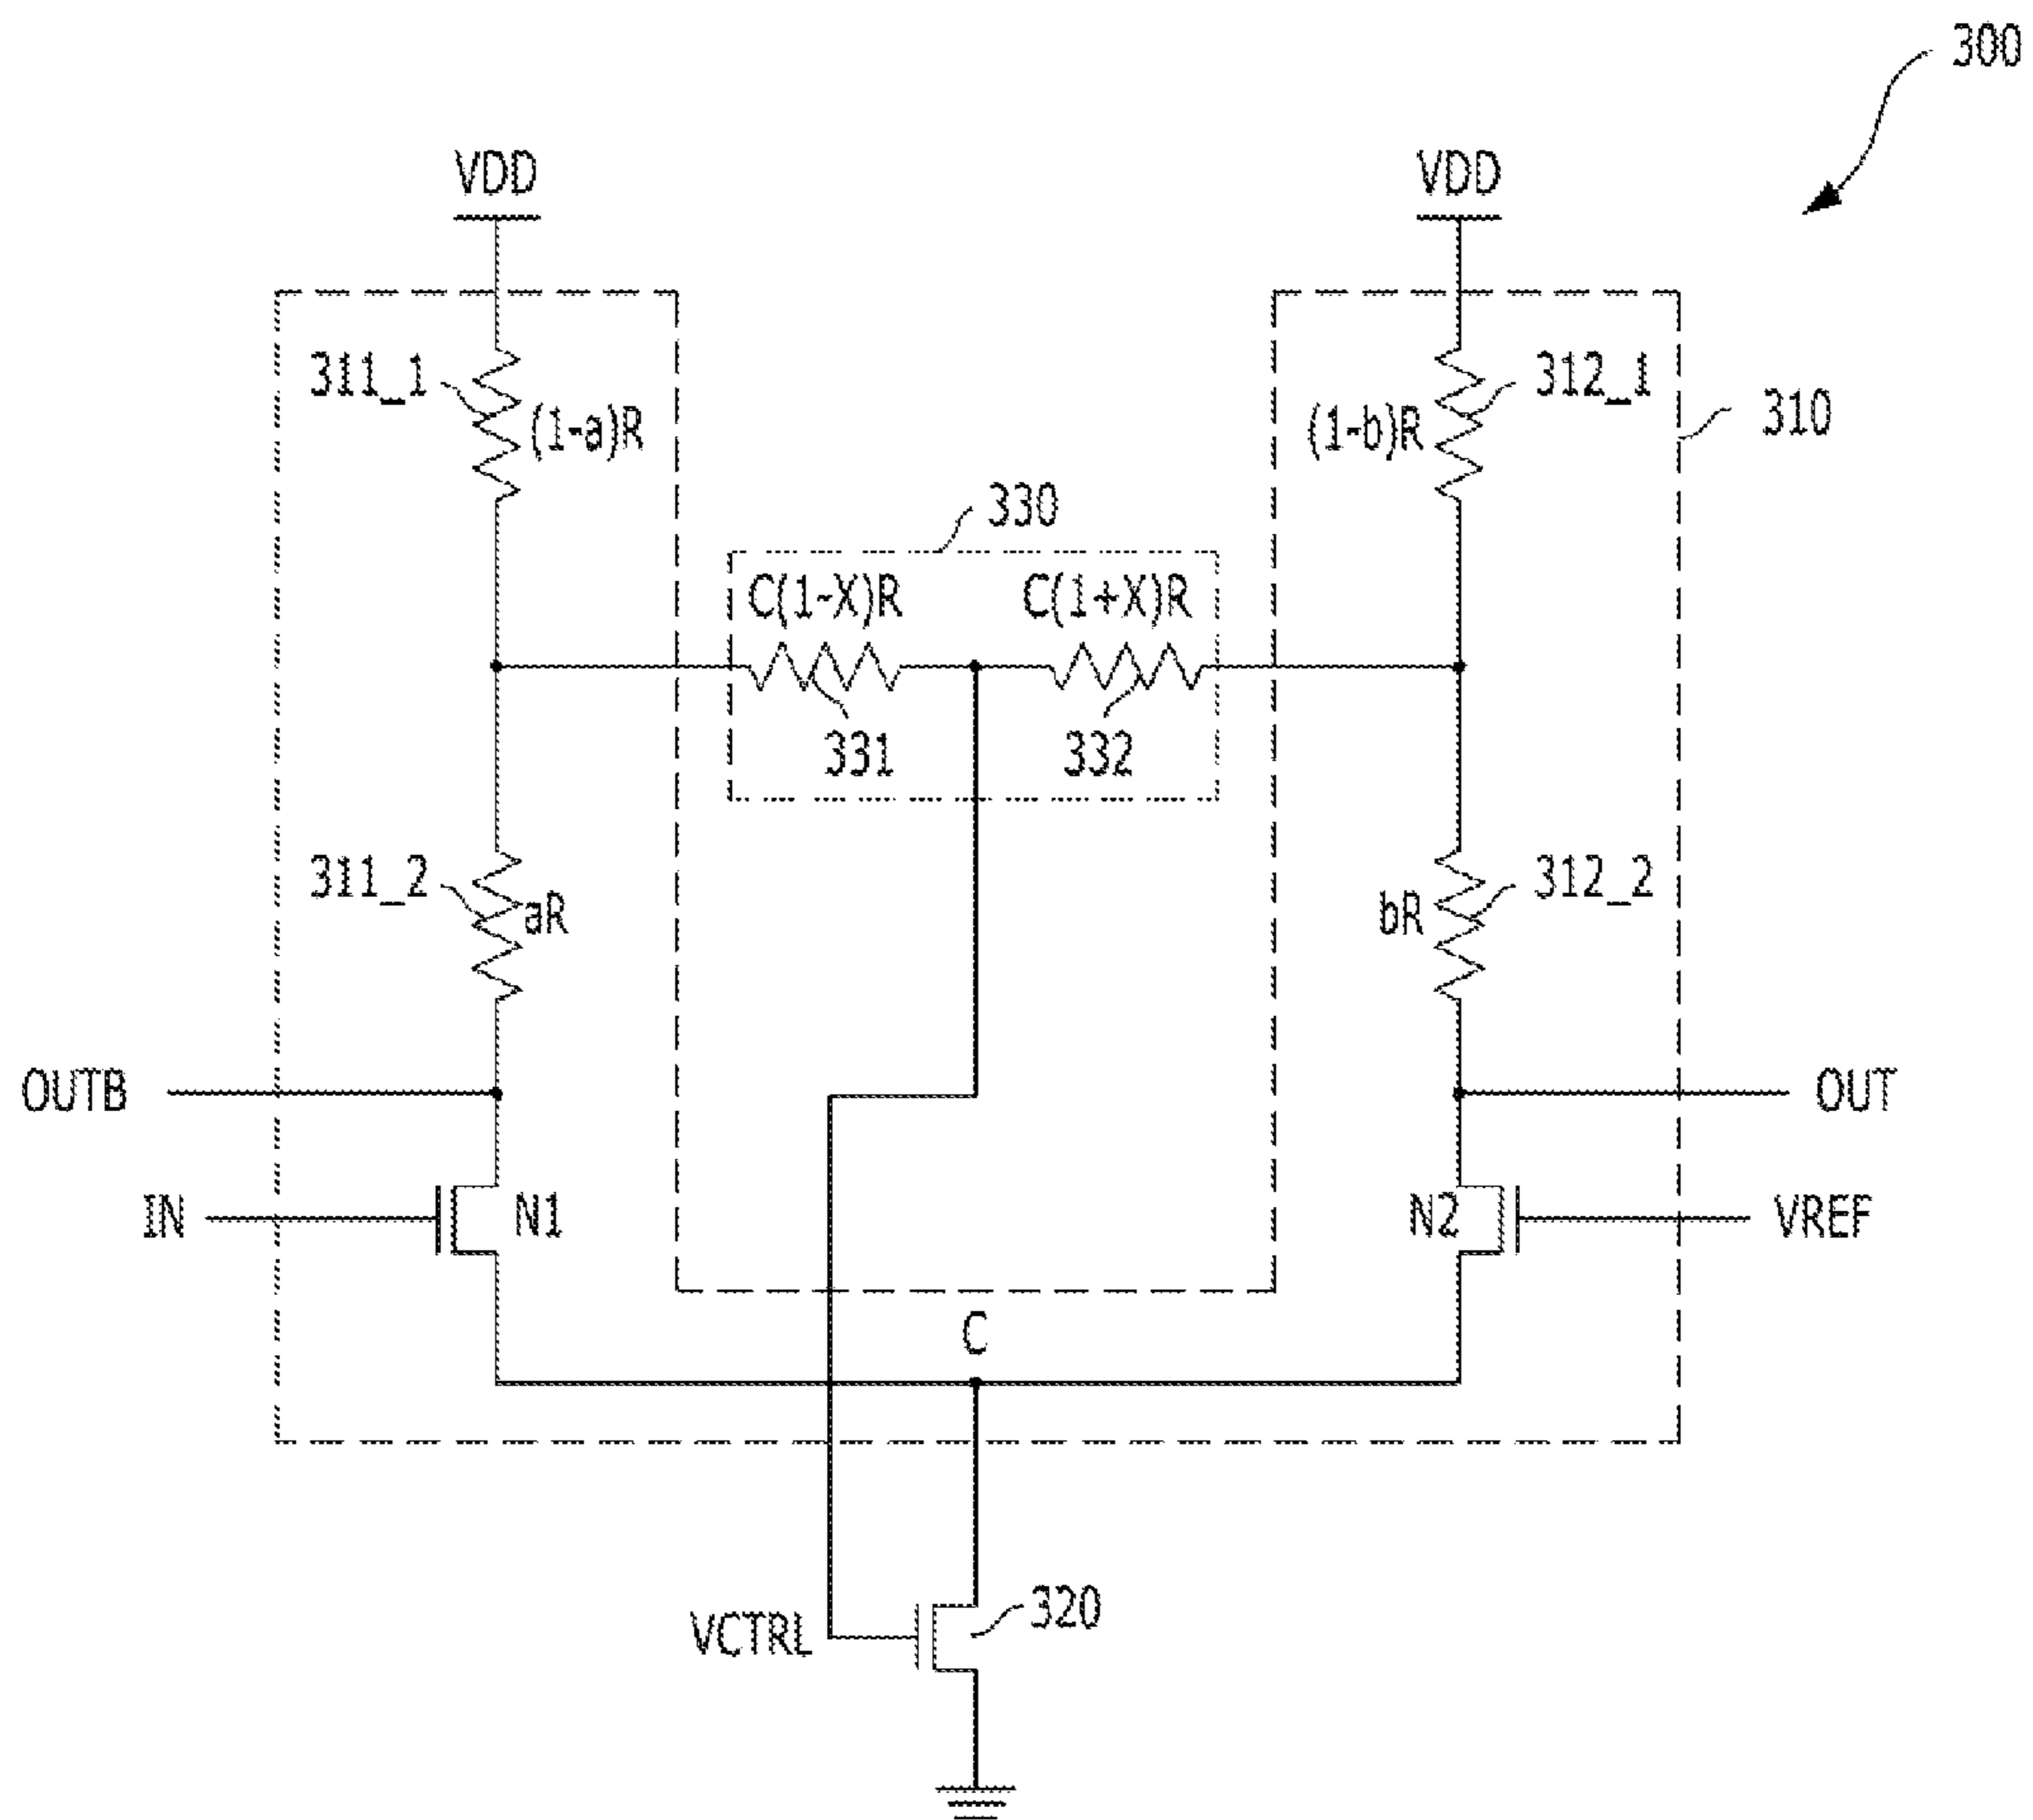 300
VDD
VDD
311_1
(1-a)R
(1-b)R
312_1
310
330
C(1-X)R
C(1+X)R
331
332
311_2
aR
bR
312_2
OUTB
OUT
IN
N1
N2
VREF
C
VCTRL
320